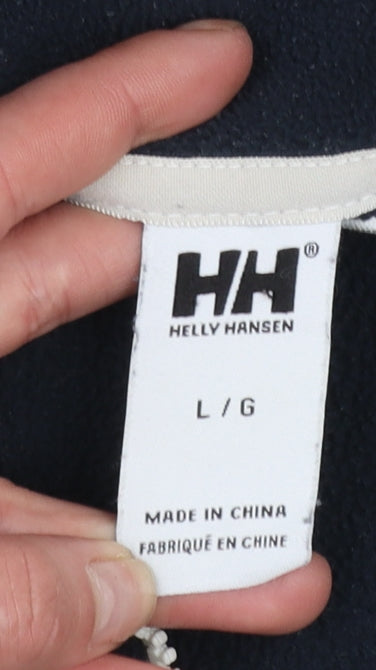 HH®
HELLY HANSEN
L / G
MADE IN CHINA
FABRIQUÉ EN CHINE